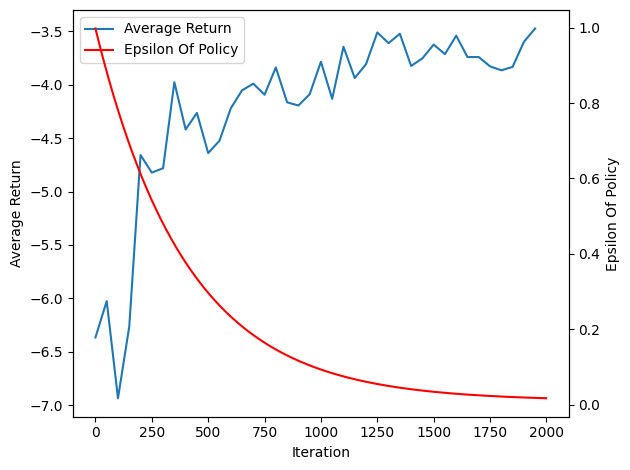 Average Return
Epsilon Of Policy
−3.5
−4.0
−4.5
−5.0
−5.5
−6.0
−6.5
−7.0
Average Return
1.0
0.8
0.6
0.4
0.2
0.0
Epsilon Of Policy
0 250 500 750 1000 1250 1500 1750 2000
Iteration